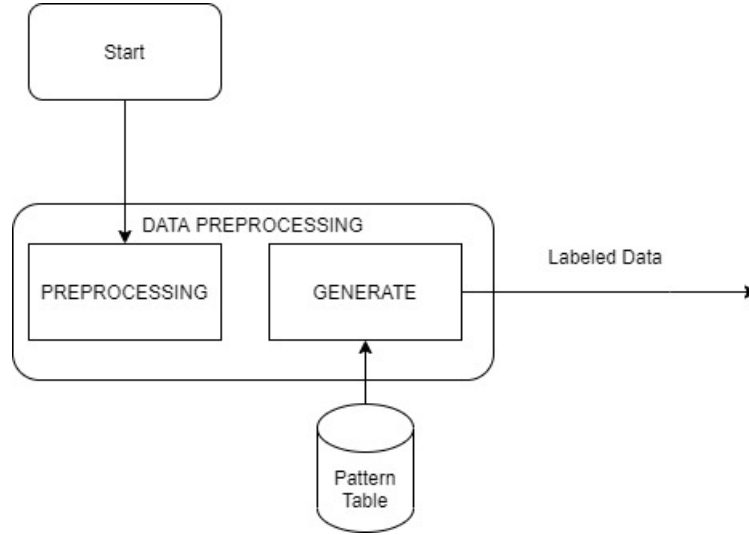 Start
DATA PREPROCESSING
PREPROCESSING
GENERATE
Labeled Data
Pattern
Table